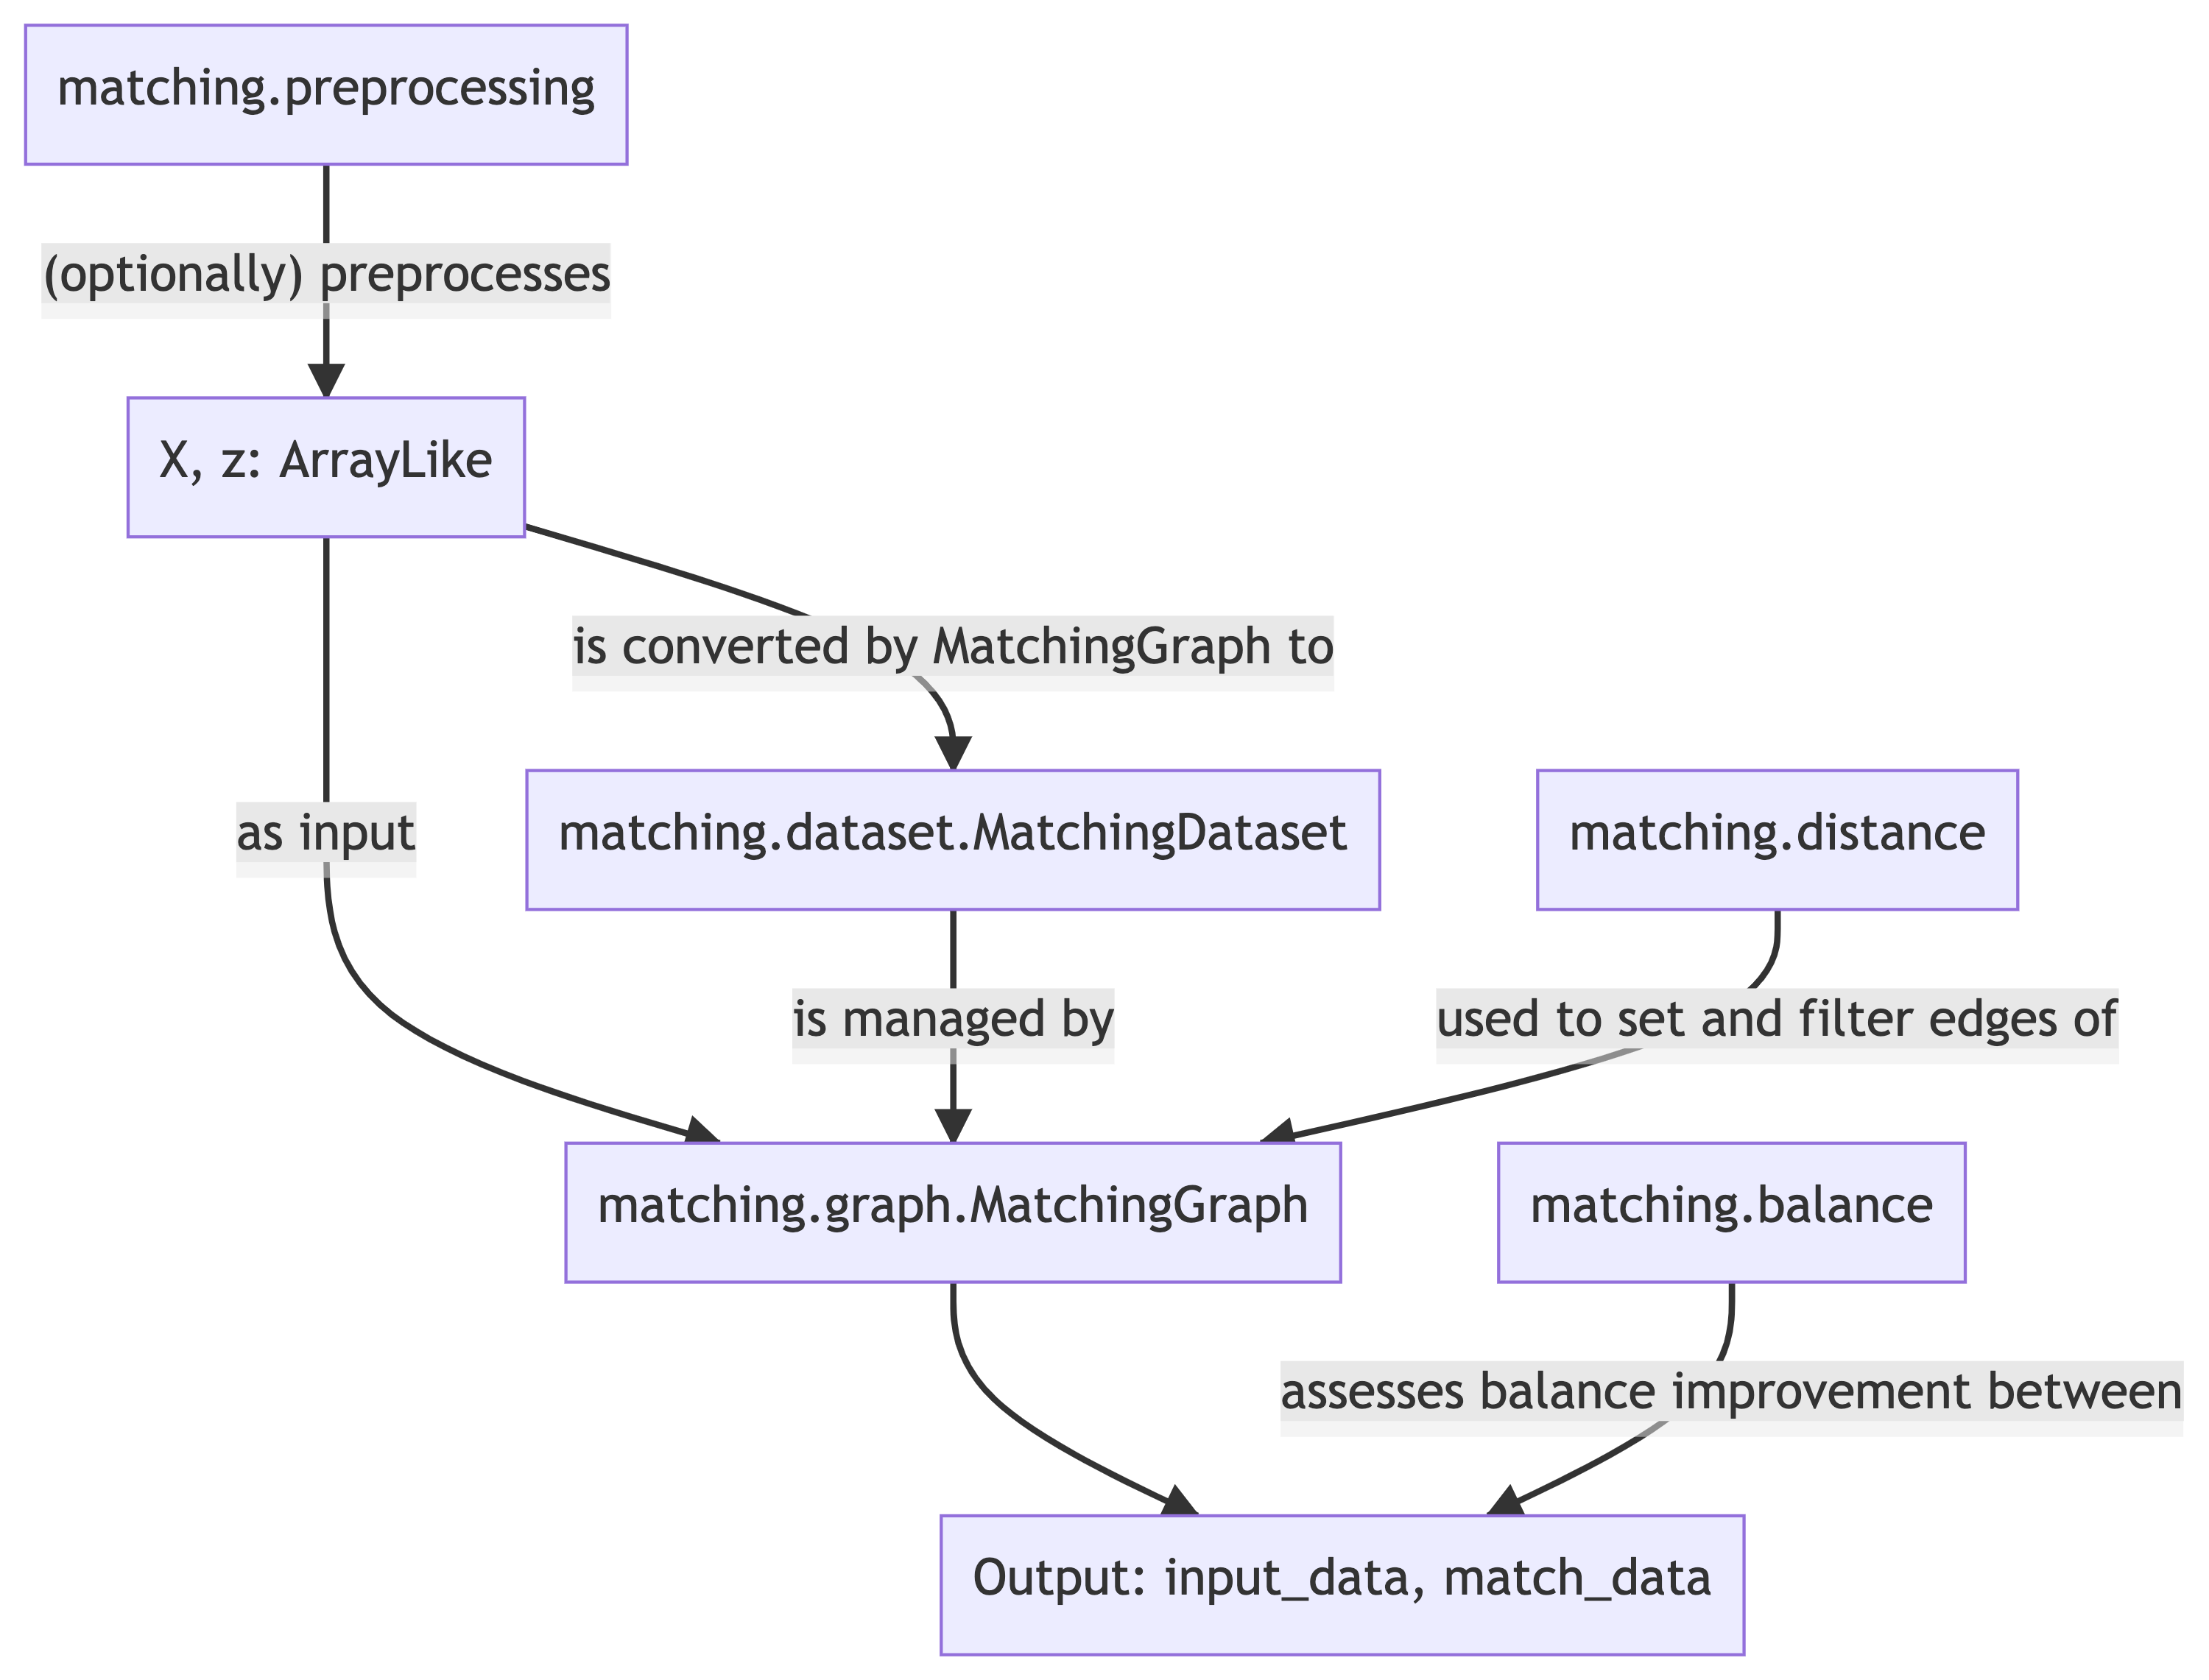 matching.preprocessing
(optionally) preprocesses
X, z: ArrayLike
is converted by MatchingGraph to
as input
matching.dataset.MatchingDataset
matching.distance
is managed by
used to set and filter edges of
matching.graph.MatchingGraph
matching.balance
assesses balance improvement between
Output: input_data, match_data